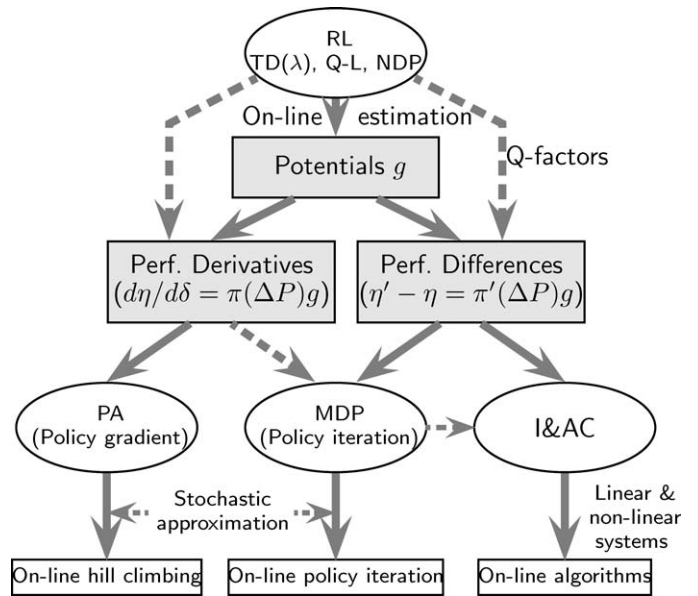 RL
TD(λ), Q-L, NDP
On-line estimation
Potentials g
Q-factors
Perf. Derivatives
(dη/dδ = π(ΔP)g)
Perf. Differences
(η′ − η = π′(ΔP)g)
PA
(Policy gradient)
MDP
(Policy iteration)
I&AC
Stochastic
approximation
Linear &
non-linear
systems
On-line hill climbing
On-line policy iteration
On-line algorithms